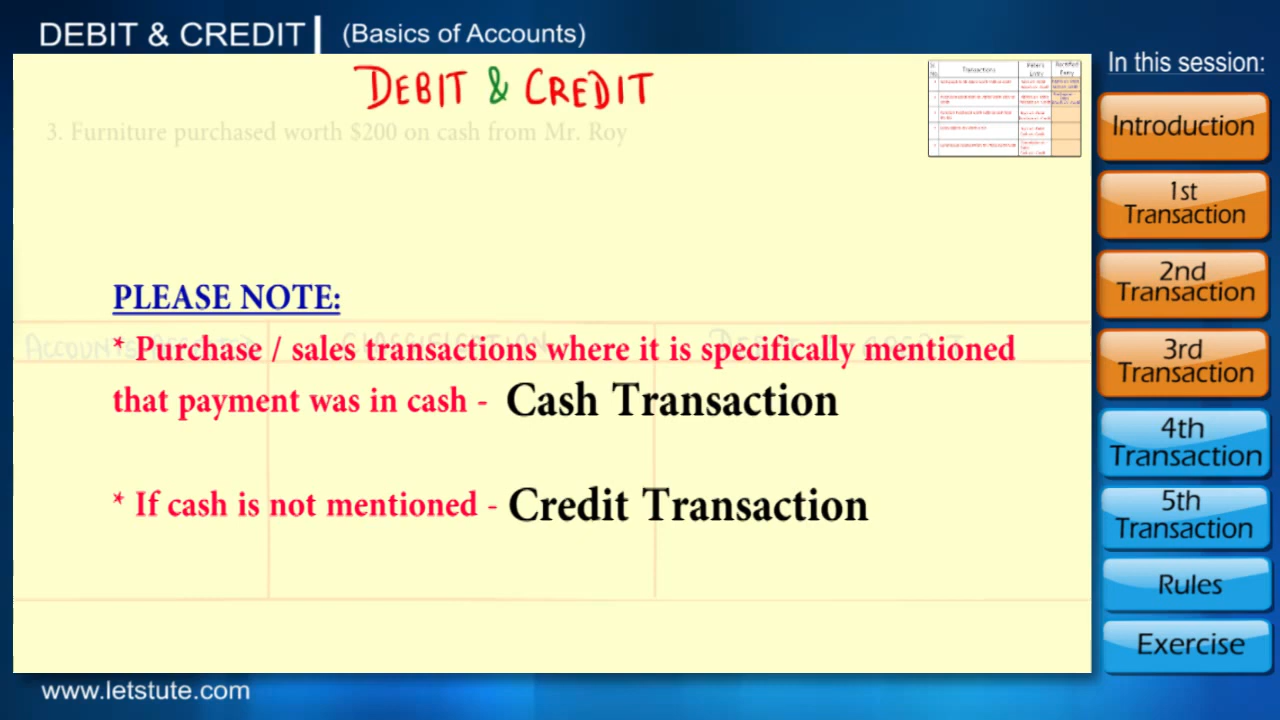 DEBIT & CREDIT | (Basics of Accounts)
DEBIT & CREDIT
3. Furniture purchased worth $200 on cash from Mr. Roy
Transactions
PLEASE NOTE:
* Purchase / sales transactions where it is specifically mentioned
that payment was in cash - Cash Transaction
* If cash is not mentioned - Credit Transaction
In this session:
Introduction
1st
Transaction
2nd
Transaction
3rd
Transaction
4th
Transaction
5th
Transaction
Rules
Exercise
www.letstute.com